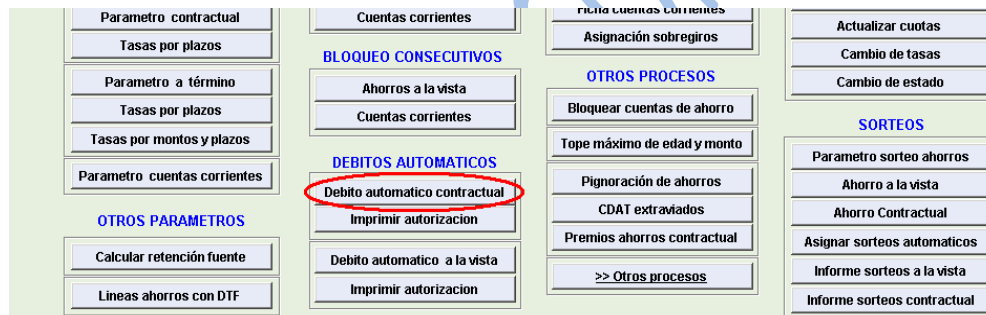 Parametro contractual
Tasas por plazos
Parametro a término
Tasas por plazos
Tasas por montos y plazos
Parametro cuentas corrientes
OTROS PARAMETROS
Calcular retención fuente
Lineas ahorros con DTF
Cuentas corrientes
BLOQUEO CONSECUTIVOS
Ahorros a la vista
Cuentas corrientes
DEBITOS AUTOMATICOS
Debito automatico contractual
Imprimir autorizacion
Debito automatico a la vista
Imprimir autorizacion
Ficha cuentas corrientes
Asignación sobregiros
OTROS PROCESOS
Bloquear cuentas de ahorro
Tope máximo de edad y monto
Pignoración de ahorros
CDAT extraviados
Premios ahorros contractual
>> Otros procesos
Actualizar cuotas
Cambio de tasas
Cambio de estado
SORTEOS
Parametro sorteo ahorros
Ahorro a la vista
Ahorro Contractual
Asignar sorteos automaticos
Informe sorteos a la vista
Informe sorteos contractual